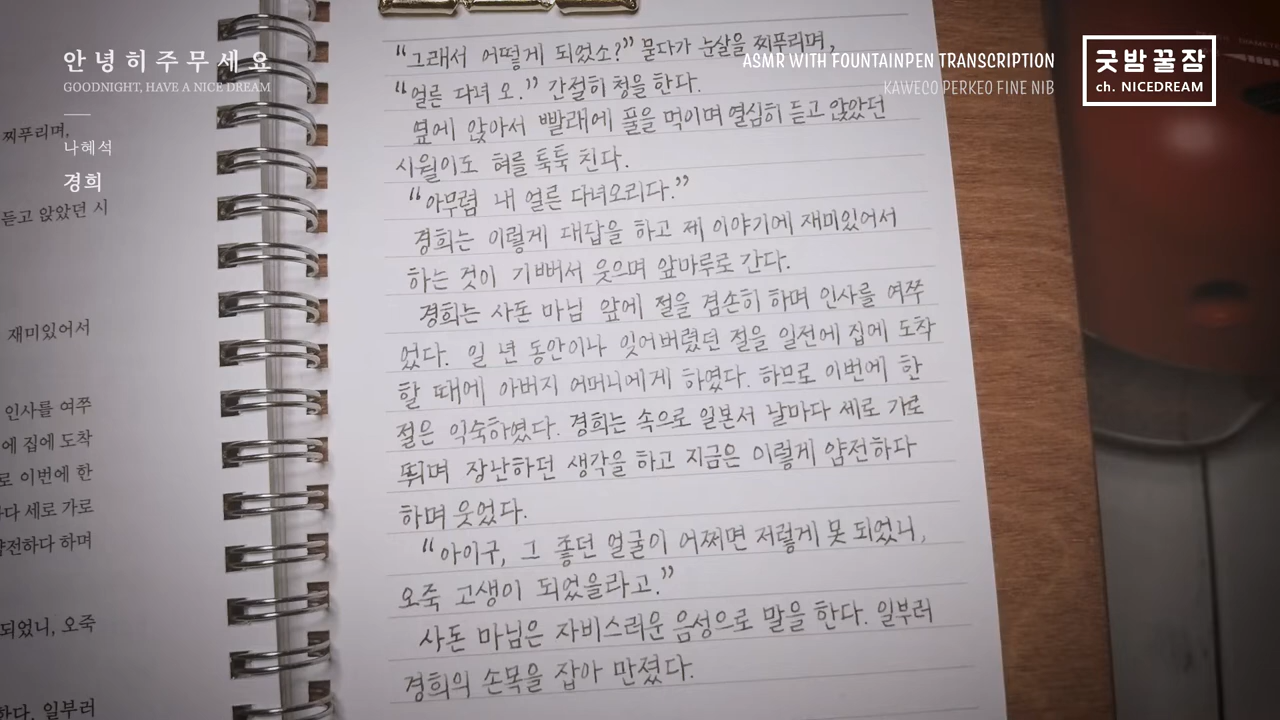 안녕히주무세요
GOODNIGHT, HAVE A NICE DREAM
나혜석
경희
ASMR WITH FOUNTAINPEN TRANSCRIPTION
KAWECO PERKEO FINE NIB
굿밤꿀잠
ch. NICEDREAM
찌푸리며,
듣고 앉았던 시
재미있어서
인사를 여쭈
에 집에 도착
로 이번에 한
다 세로 가로
얌전하다 하며
되었니, 오죽
한다. 일부러
“그래서 어떻게 되었소?” 묻다가 눈살을 찌푸리며,
“얼른 다녀 오.” 간절히 청을 한다.
옆에 앉아서 빨래에 풀을 먹이며 열심히 듣고 앉았던
시월이도 혀를 툭툭 친다.
“아무렴 내 얼른 다녀오리다.”
경희는 이렇게 대답을 하고 제 이야기에 재미있어서
하는 것이 기뻐서 웃으며 앞마루로 간다.
경희는 사돈 마님 앞에 절을 겸손히 하며 인사를 여쭈
었다. 일 년 동안이나 잊어버렸던 절을 일전에 집에 도착
할 때에 아버지 어머니에게 하였다. 하므로 이번에 한
절은 익숙하였다. 경희는 속으로 일본서 날마다 세로 가로
뛰며 장난하던 생각을 하고 지금은 이렇게 얌전하다
하며 웃었다.
“아이구, 그 좋던 얼굴이 어쩌면 저렇게 못 되었니,
오죽 고생이 되었을라고.”
사돈 마님은 자비스러운 음성으로 말을 한다. 일부러
경희의 손목을 잡아 만졌다.